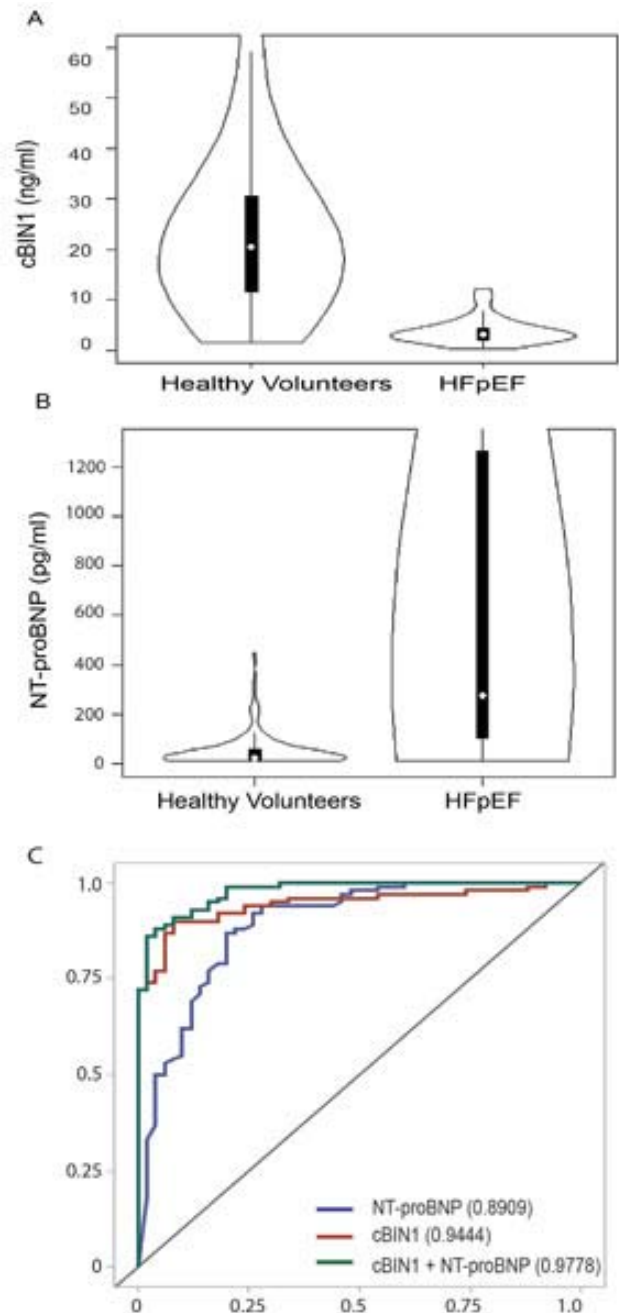 A
cBIN1 (ng/ml)
60
50
40
30
20
10
0
Healthy Volunteers HFpEF
B
NT-proBNP (pg/ml)
1200
1000
800
600
400
200
0
Healthy Volunteers HFpEF
C
1.0
0.75
0.5
0.25
0
NT-proBNP (0.8909)
cBIN1 (0.9444)
cBIN1 + NT-proBNP (0.9778)
0 0.25 0.5 0.75 1.0